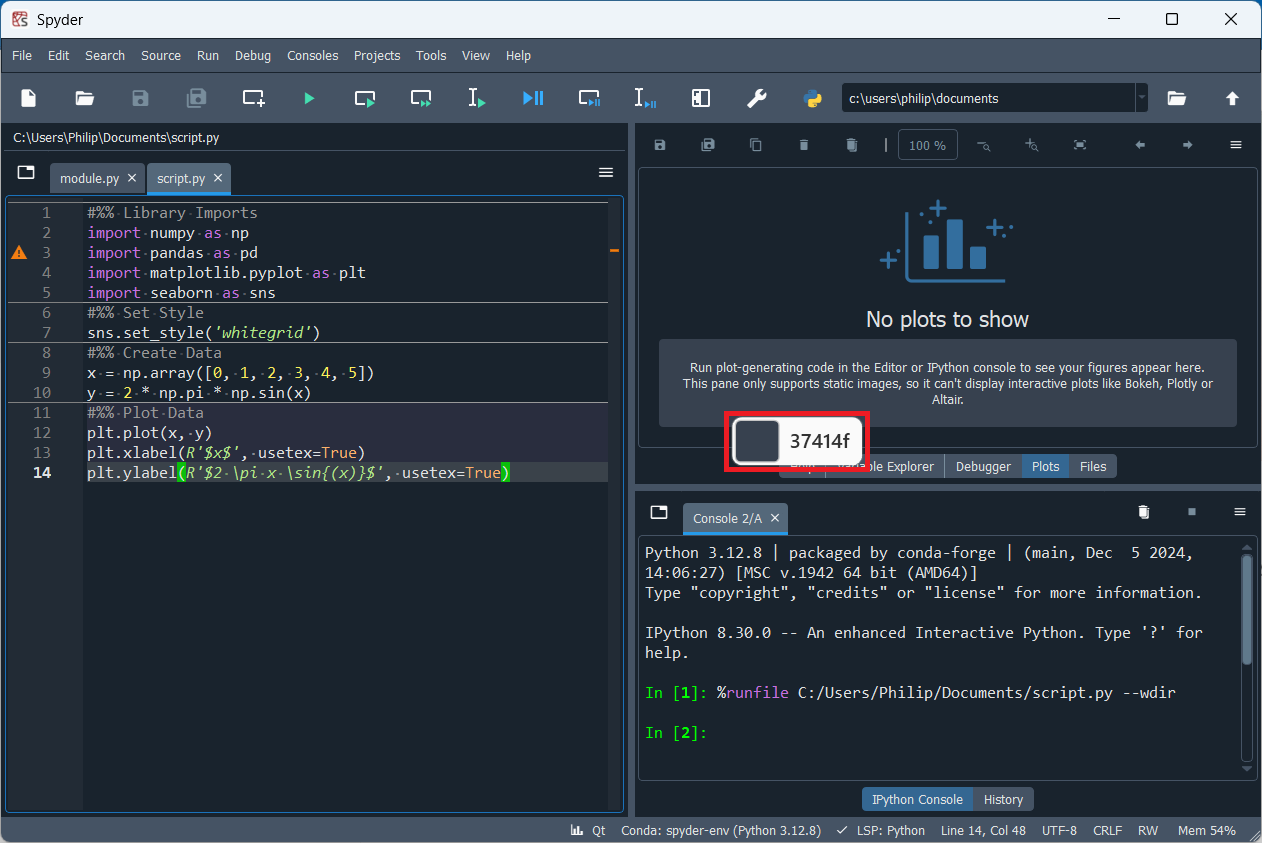 Spyder
File Edit Search Source Run Debug Consoles Projects Tools View Help
c:\users\philip\documents
C:\Users\Philip\Documents\script.py
module.py script.py
1 #%% Library Imports
2 import numpy as np
3 import pandas as pd
4 import matplotlib.pyplot as plt
5 import seaborn as sns
6 #%% Set Style
7 sns.set_style('whitegrid')
8 #%% Create Data
9 x = np.array([0, 1, 2, 3, 4, 5])
10 y = 2 * np.pi * np.sin(x)
11 #%% Plot Data
12 plt.plot(x, y)
13 plt.xlabel(R'$x$', usetex=True)
14 plt.ylabel(R'$2 \pi x \sin{(x)}$', usetex=True)
100 %
No plots to show
Run plot-generating code in the Editor or IPython console to see your figures appear here.
This pane only supports static images, so it can't display interactive plots like Bokeh, Plotly or
Altair.
37414f
Explorer Debugger Plots Files
Console 2/A
Python 3.12.8 | packaged by conda-forge | (main, Dec  5 2024,
14:06:27) [MSC v.1942 64 bit (AMD64)]
Type "copyright", "credits" or "license" for more information.
IPython 8.30.0 -- An enhanced Interactive Python. Type '?' for
help.
In [1]: %runfile C:/Users/Philip/Documents/script.py --wdir
In [2]:
IPython Console History
Qt Conda: spyder-env (Python 3.12.8) LSP: Python Line 14, Col 48 UTF-8 CRLF RW Mem 54%